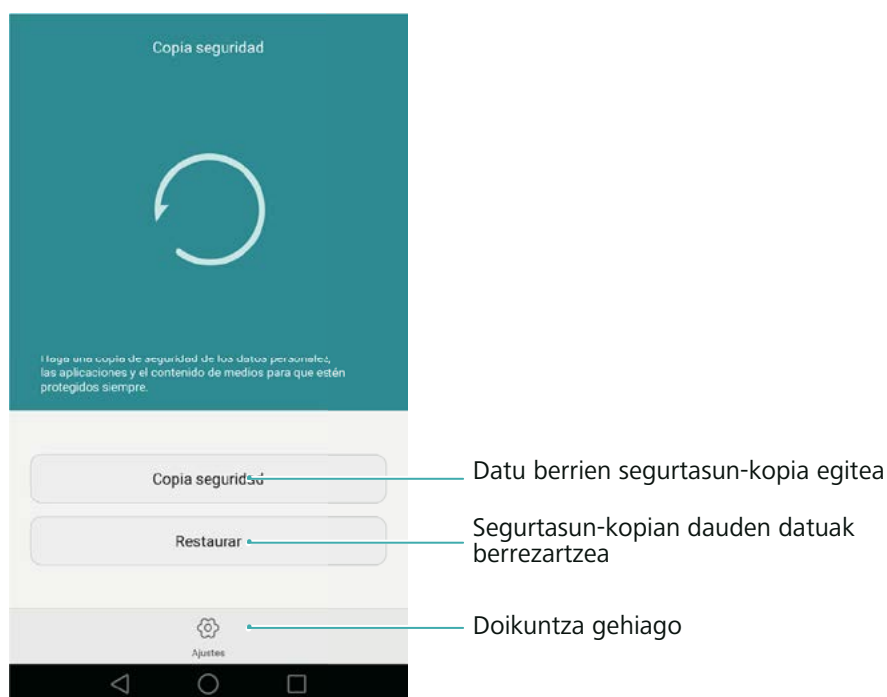 Copia seguridad
Haga una copia de seguridad de los datos personales,
las aplicaciones y el contenido de medios para que estén
protegidos siempre.
Copia seguridad
Datu berrien segurtasun-kopia egitea
Restaurar
Segurtasun-kopian dauden datuak
berrezartzea
Doikuntza gehiago
Ajustes